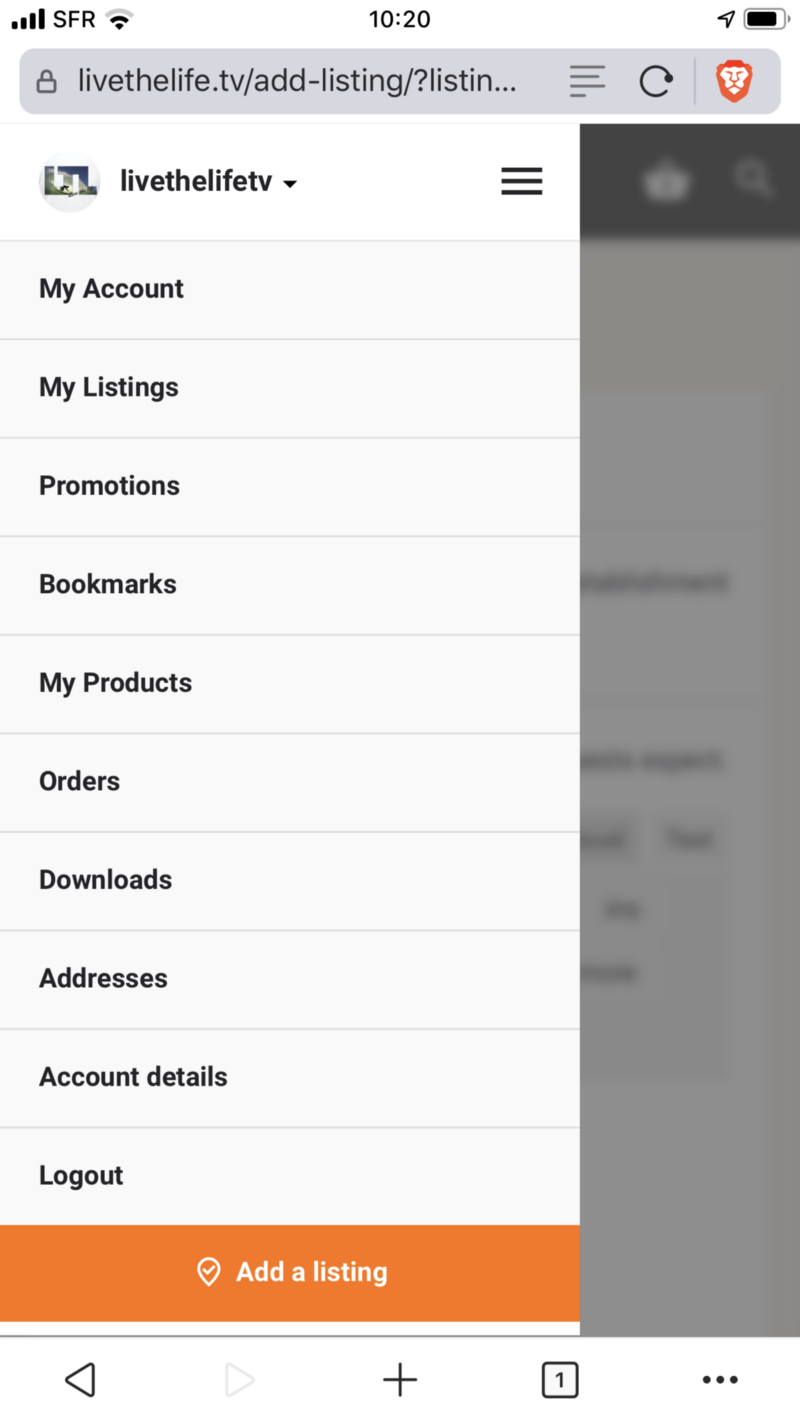 SFR
10:20
livethelife.tv/add-listing/?listin...
livethelifetv
My Account
My Listings
Promotions
Bookmarks
My Products
Orders
Downloads
Addresses
Account details
Logout
Add a listing
1